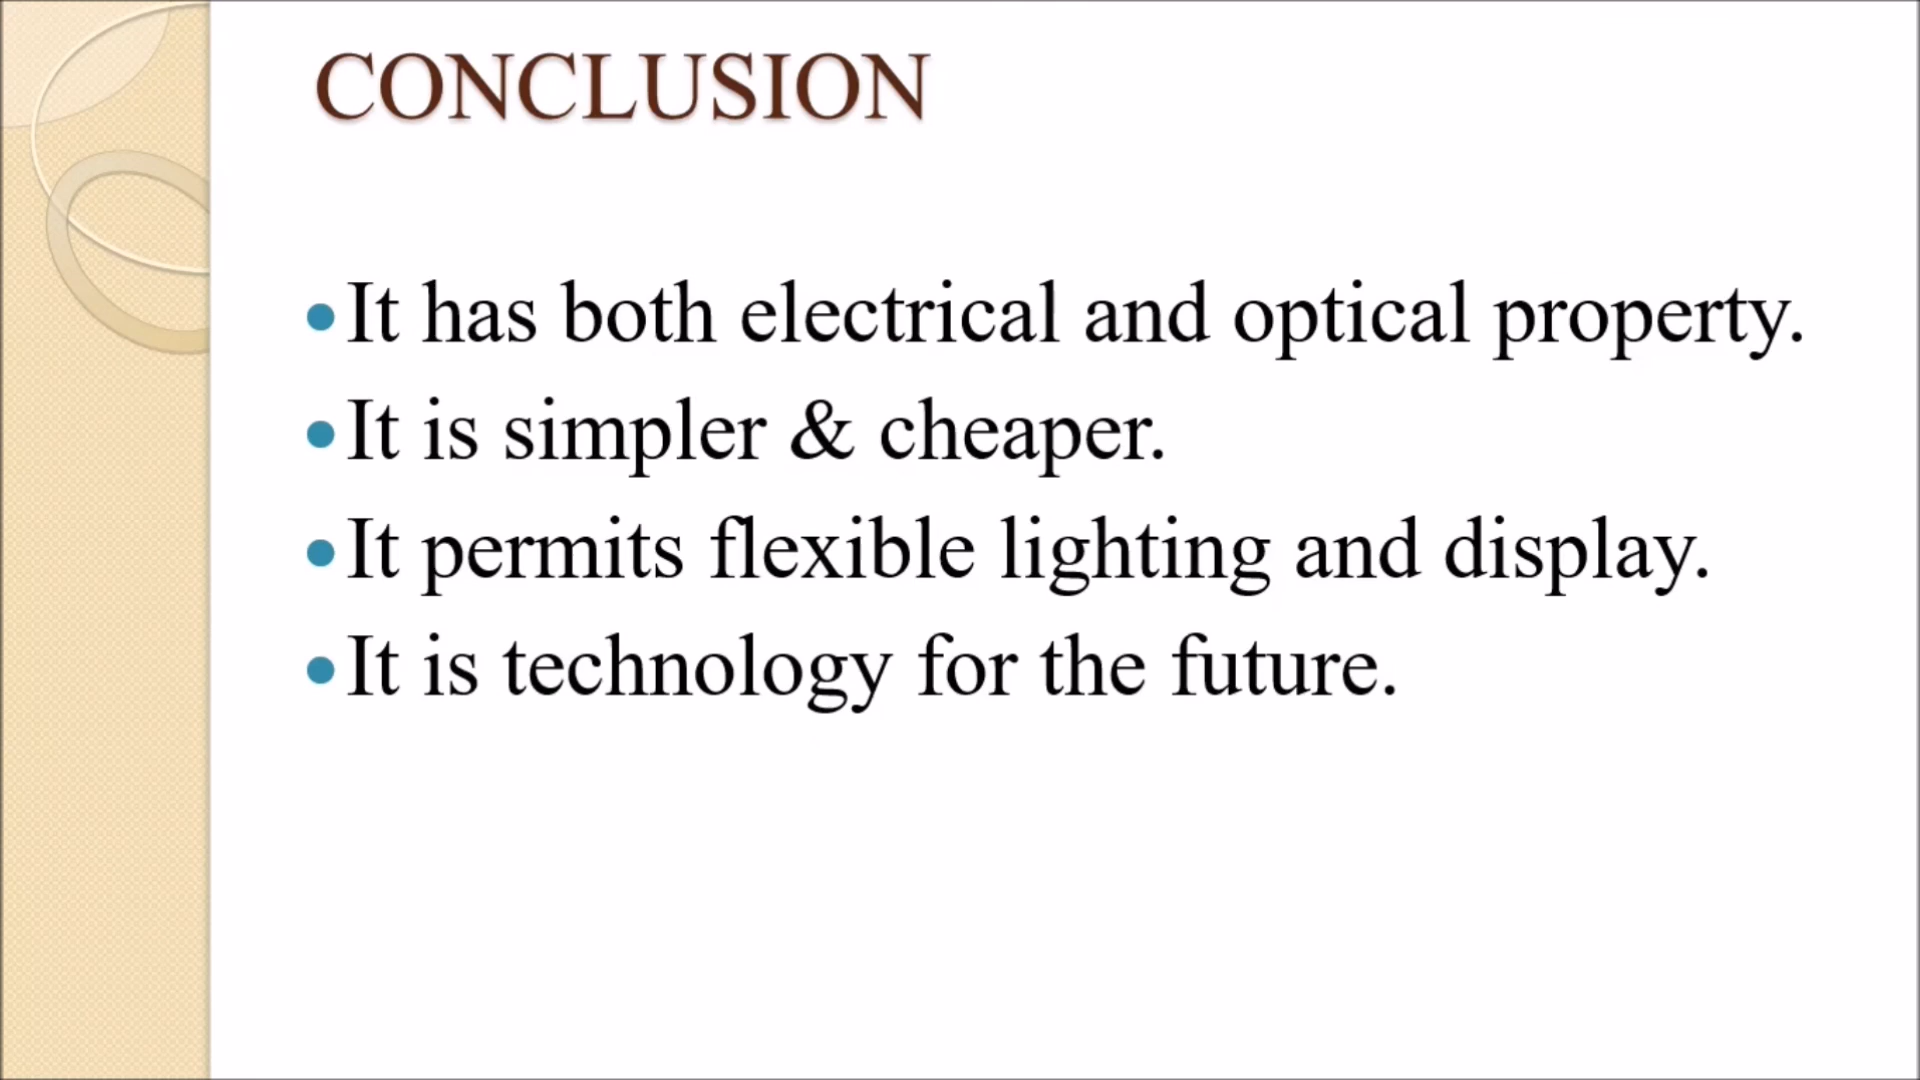 CONCLUSION
•It has both electrical and optical property.
•It is simpler & cheaper.
•It permits flexible lighting and display.
•It is technology for the future.